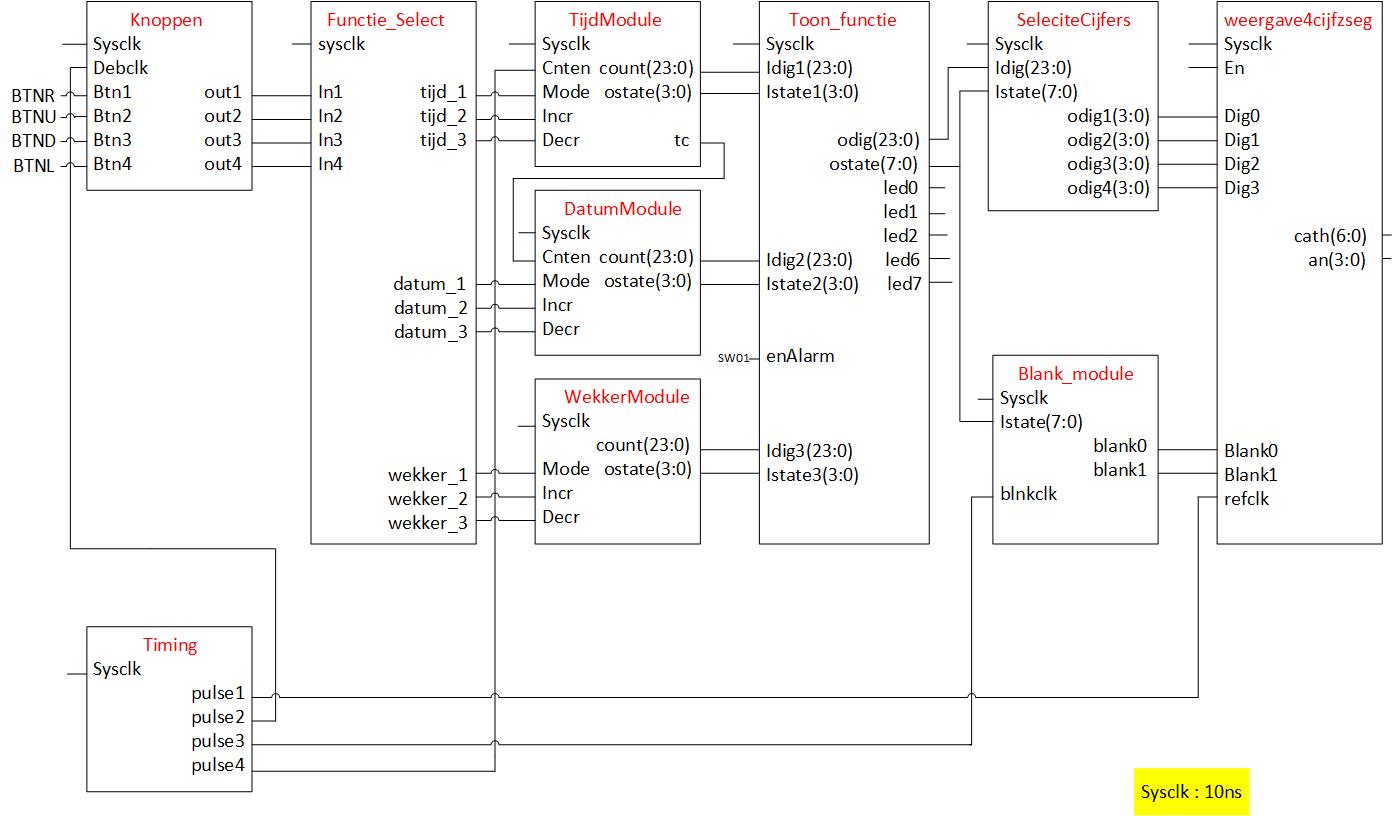 Knoppen
Sysclk
Debclk
Btn1 out1
Btn2 out2
Btn3 out3
Btn4 out4
BTNR
BTNU
BTND
BTNL
Functie_Select
sysclk
In1 tijd_1
In2 tijd_2
In3 tijd_3
In4
datum_1
datum_2
datum_3
wekker_1
wekker_2
wekker_3
TijdModule
Sysclk
Cnten count(23:0)
Mode ostate(3:0)
Incr
Decr tc
DatumModule
Sysclk
Cnten count(23:0)
Mode ostate(3:0)
Incr
Decr
WekkerModule
Sysclk
count(23:0)
Mode ostate(3:0)
Incr
Decr
Toon_functie
Sysclk
Idig1(23:0)
Istate1(3:0)
odig(23:0)
ostate(7:0)
led0
led1
led2
led6
led7
Idig2(23:0)
Istate2(3:0)
SW01
enAlarm
Idig3(23:0)
Istate3(3:0)
SeleciteCijfers
Sysclk
Idig(23:0)
Istate(7:0)
odig1(3:0)
odig2(3:0)
odig3(3:0)
odig4(3:0)
Blank_module
Sysclk
Istate(7:0)
blank0
blank1
blnkclk
weergave4cijfzseg
Sysclk
En
Dig0
Dig1
Dig2
Dig3
cath(6:0)
an(3:0)
Blank0
Blank1
refclk
Timing
Sysclk
pulse1
pulse2
pulse3
pulse4
Sysclk : 10ns